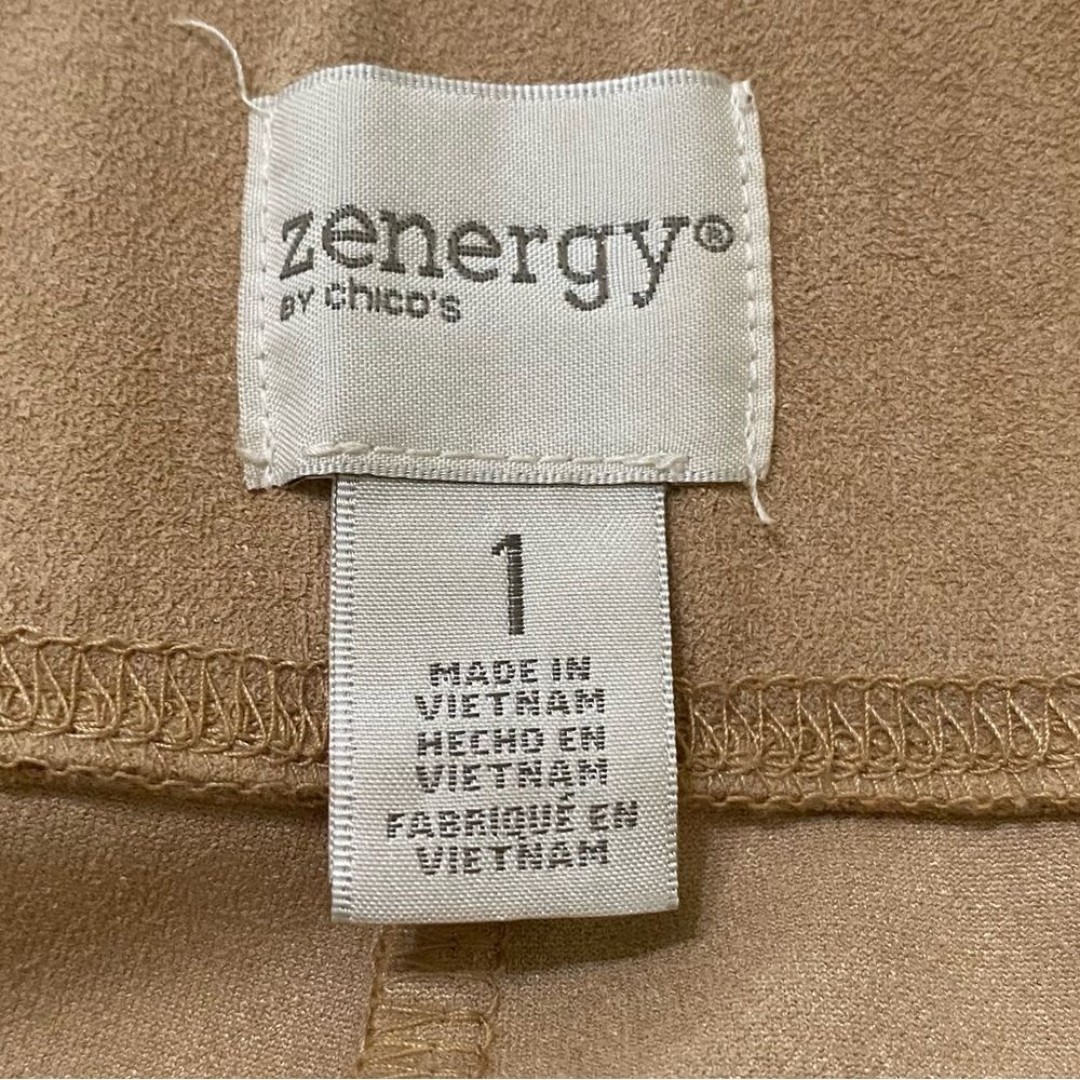 zenergy®
BY chico's
1
MADE IN
VIETNAM
HECHO EN
VIETNAM
FABRIQUÉ EN
VIETNAM